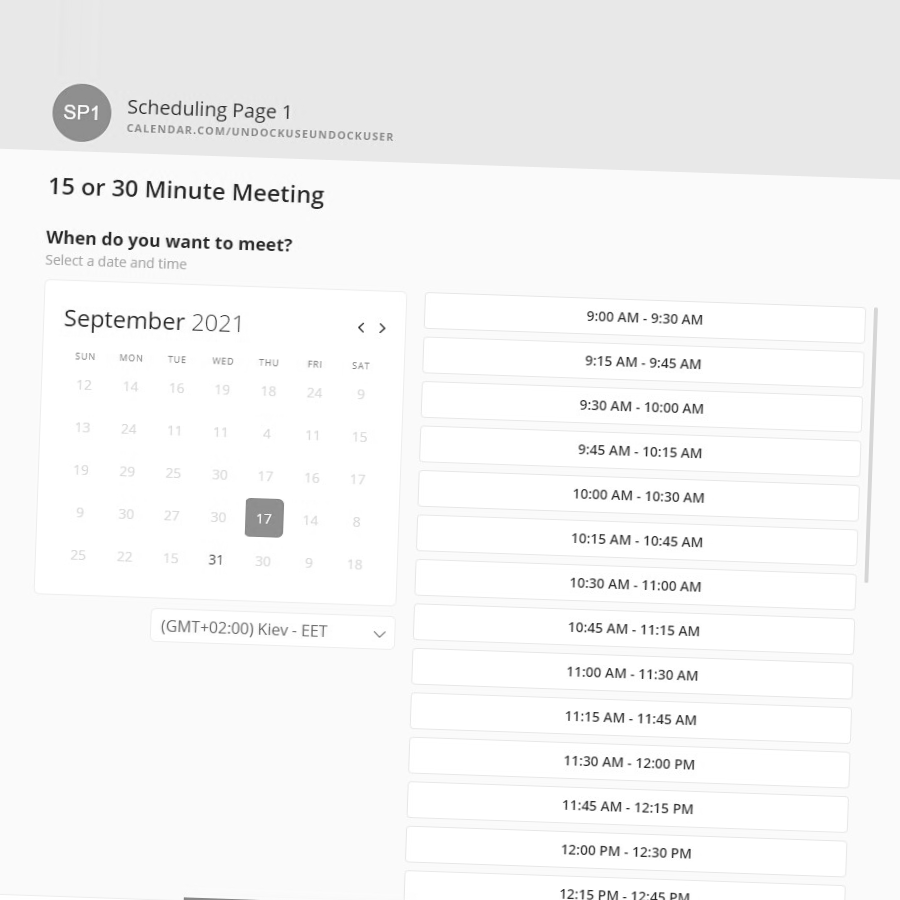 SP1
Scheduling Page 1
CALENDAR.COM/UNDOCKUSEUNDOCKUSER
15 or 30 Minute Meeting
When do you want to meet?
Select a date and time
September 2021
SUN MON TUE WED THU FRI SAT
12 14 16 19 18 24 9
13 24 11 11 4 11 15
19 29 25 30 17 16 17
9 30 27 30 17 14 8
25 22 15 31 30 9 18
(GMT+02:00) Kiev - EET
9:00 AM - 9:30 AM
9:15 AM - 9:45 AM
9:30 AM - 10:00 AM
9:45 AM - 10:15 AM
10:00 AM - 10:30 AM
10:15 AM - 10:45 AM
10:30 AM - 11:00 AM
10:45 AM - 11:15 AM
11:00 AM - 11:30 AM
11:15 AM - 11:45 AM
11:30 AM - 12:00 PM
11:45 AM - 12:15 PM
12:00 PM - 12:30 PM
12:15 PM - 12:45 PM